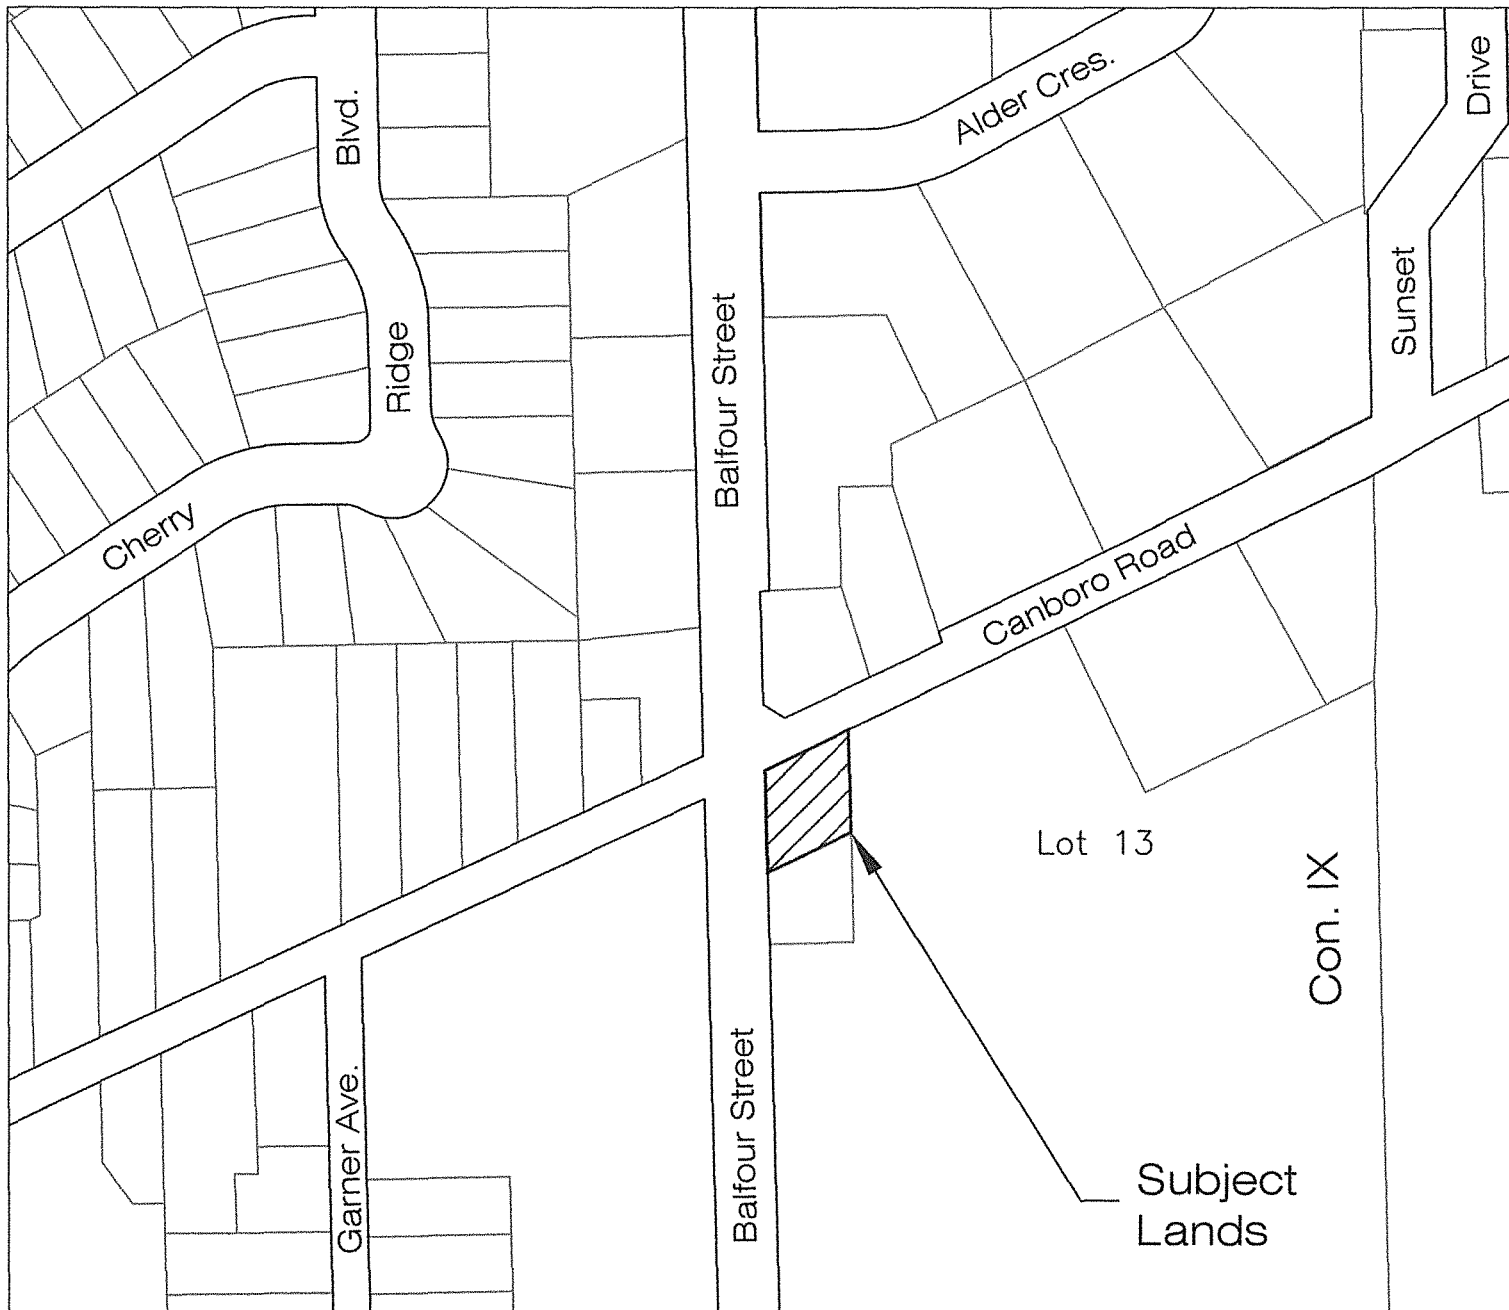 Blvd.
Alder Cres.
Drive
Ridge
Balfour Street
Sunset
Cherry
Canboro Road
Lot 13
Con. IX
Garner Ave.
Balfour Street
Subject
Lands